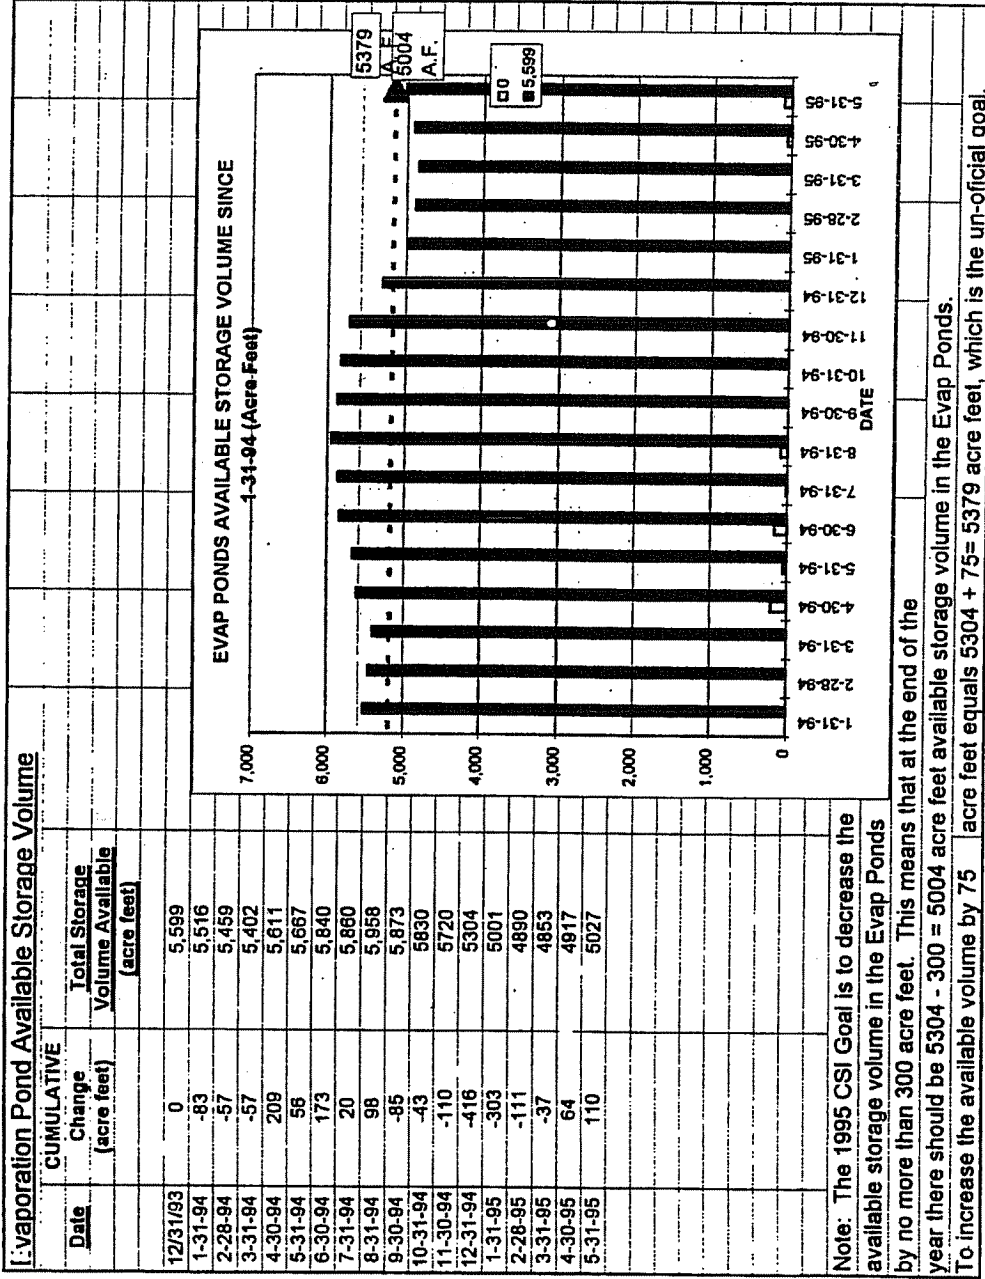 Evaporation Pond Available Storage Volume
CUMULATIVE
Date Change Total Storage
(acre feet) Volume Available
(acre feet)
12/31/93 0 5,599
1-31-94 -83 5,516
2-28-94 -57 5,459
3-31-94 -57 5,402
4-30-94 209 5,611
5-31-94 56 5,667
6-30-94 173 5,840
7-31-94 20 5,860
8-31-94 98 5,958
9-30-94 -85 5,873
10-31-94 -43 5830
11-30-94 -110 5720
12-31-94 -416 5304
1-31-95 -303 5001
2-28-95 -111 4890
3-31-95 -37 4853
4-30-95 64 4917
5-31-95 110 5027
EVAP PONDS AVAILABLE STORAGE VOLUME SINCE
1-31-94 (Acre-Feet)
7,000
6,000
5,000
4,000
3,000
2,000
1,000
0
5379
A.F.
5004
A.F.
0
5,599
1-31-94
2-28-94
3-31-94
4-30-94
5-31-94
6-30-94
7-31-94
8-31-94
9-30-94
10-31-94
11-30-94
12-31-94
1-31-95
2-28-95
3-31-95
4-30-95
5-31-95
DATE
Note: The 1995 CSI Goal is to decrease the
available storage volume in the Evap Ponds
by no more than 300 acre feet. This means that at the end of the
year there should be 5304 - 300 = 5004 acre feet available storage volume in the Evap Ponds.
To increase the available volume by 75 acre feet equals 5304 + 75= 5379 acre feet, which is the un-oficial goal.